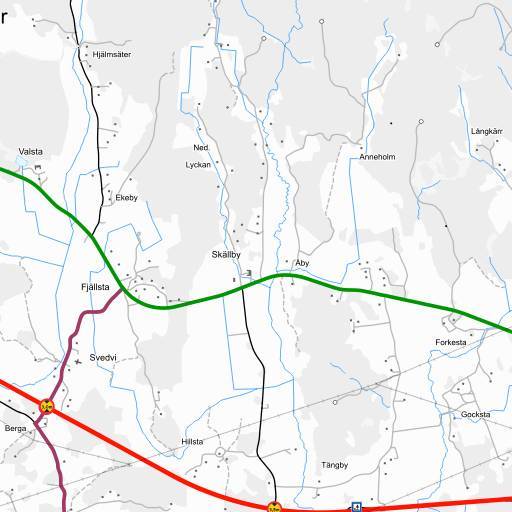 r
Hjälmsäter
Långkärr
Ned.
Lyckan
Valsta
Anneholm
Ekeby
Skällby
Åby
Fjällsta
Forkesta
Svedvi
Gocksta
Berga
Hillsta
Tängby